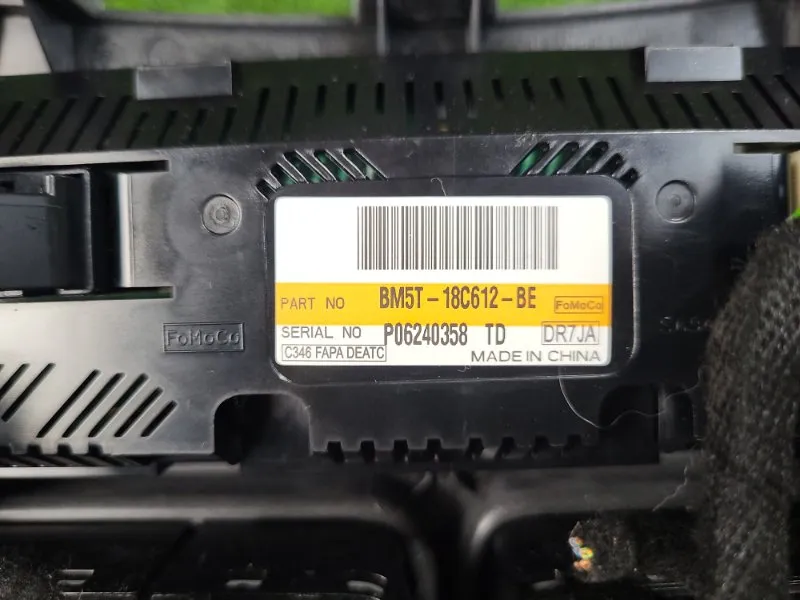 PART NO BM5T-18C612-BE FoMoCo
SERIAL NO P06240358 TD DR7JA
C346 FAPA DEATC MADE IN CHINA
FoMoCo